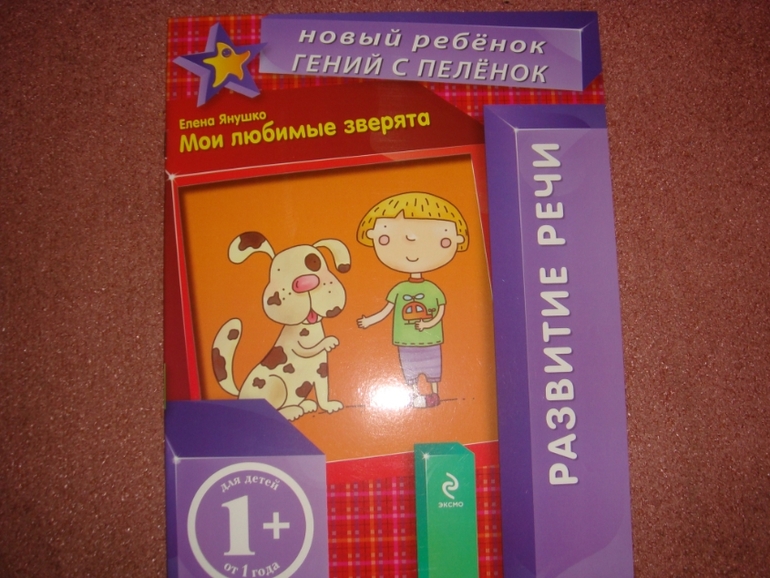 новый ребёнок
ГЕНИЙ С ПЕЛЁНОК
Елена Янушко
Мои любимые зверята
РАЗВИТИЕ РЕЧИ
для детей
1+
от 1 года
ЭКСМО